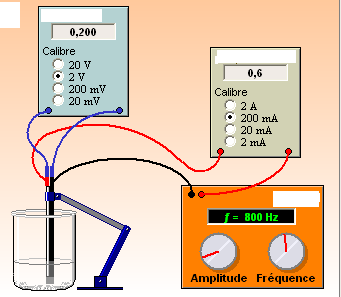 0,200
Calibre
20 V
2 V
200 mV
20 mV
0,6
Calibre
2 A
200 mA
20 mA
2 mA
f = 800 Hz
Amplitude Fréquence